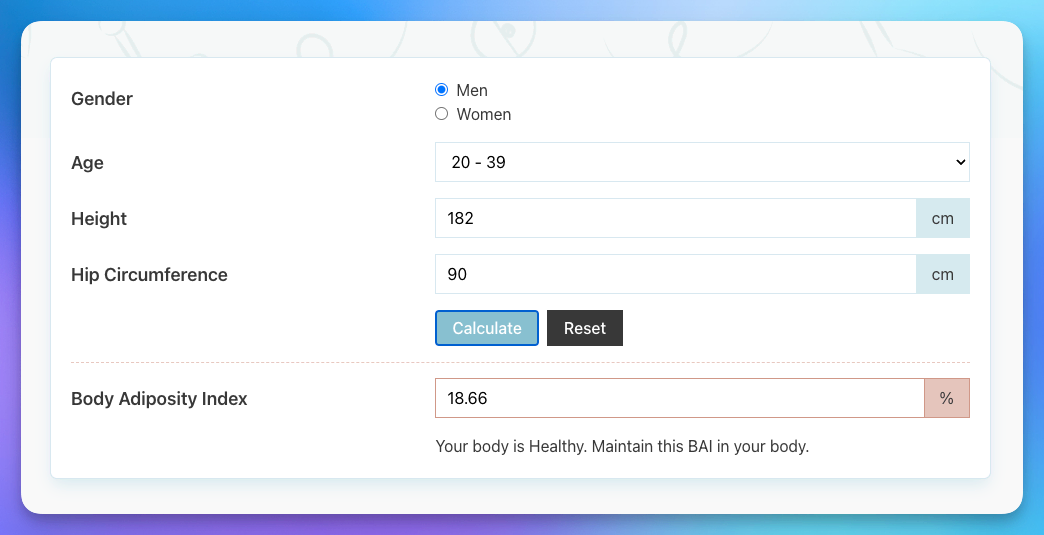 Gender
Men
Women
Age
20 - 39
Height
182 cm
Hip Circumference
90 cm
Calculate Reset
Body Adiposity Index
18.66 %
Your body is Healthy. Maintain this BAI in your body.